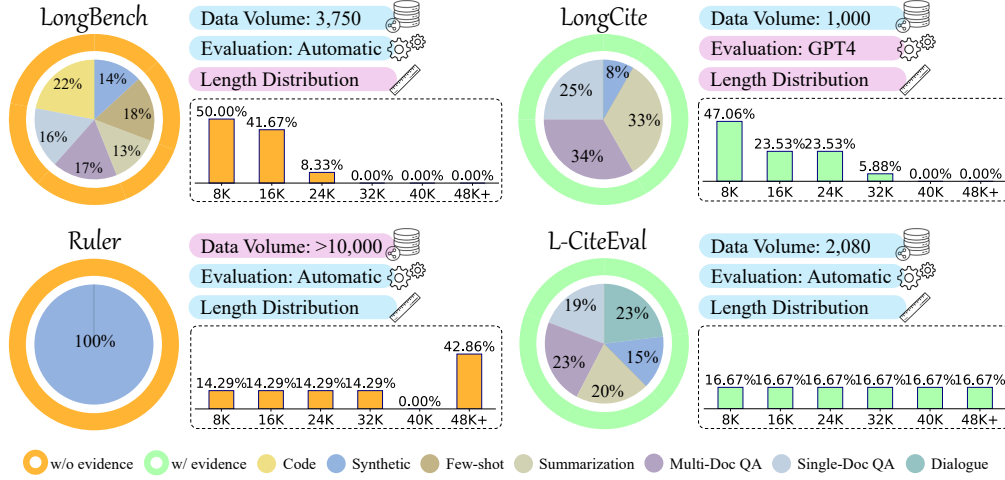 LongBench
Data Volume: 3,750
Evaluation: Automatic
Length Distribution
22%
14%
18%
13%
17%
16%
50.00%
41.67%
8.33%
0.00%
0.00%
0.00%
8K
16K
24K
32K
40K
48K+
LongCite
Data Volume: 1,000
Evaluation: GPT4
Length Distribution
8%
25%
33%
34%
47.06%
23.53%
23.53%
5.88%
0.00%
0.00%
8K
16K
24K
32K
40K
48K+
Ruler
Data Volume: >10,000
Evaluation: Automatic
Length Distribution
100%
14.29%
14.29%
14.29%
14.29%
0.00%
42.86%
8K
16K
24K
32K
40K
48K+
L-CiteEval
Data Volume: 2,080
Evaluation: Automatic
Length Distribution
19%
23%
15%
20%
23%
16.67%
16.67%
16.67%
16.67%
16.67%
16.67%
8K
16K
24K
32K
40K
48K+
w/o evidence
w/ evidence
Code
Synthetic
Few-shot
Summarization
Multi-Doc QA
Single-Doc QA
Dialogue